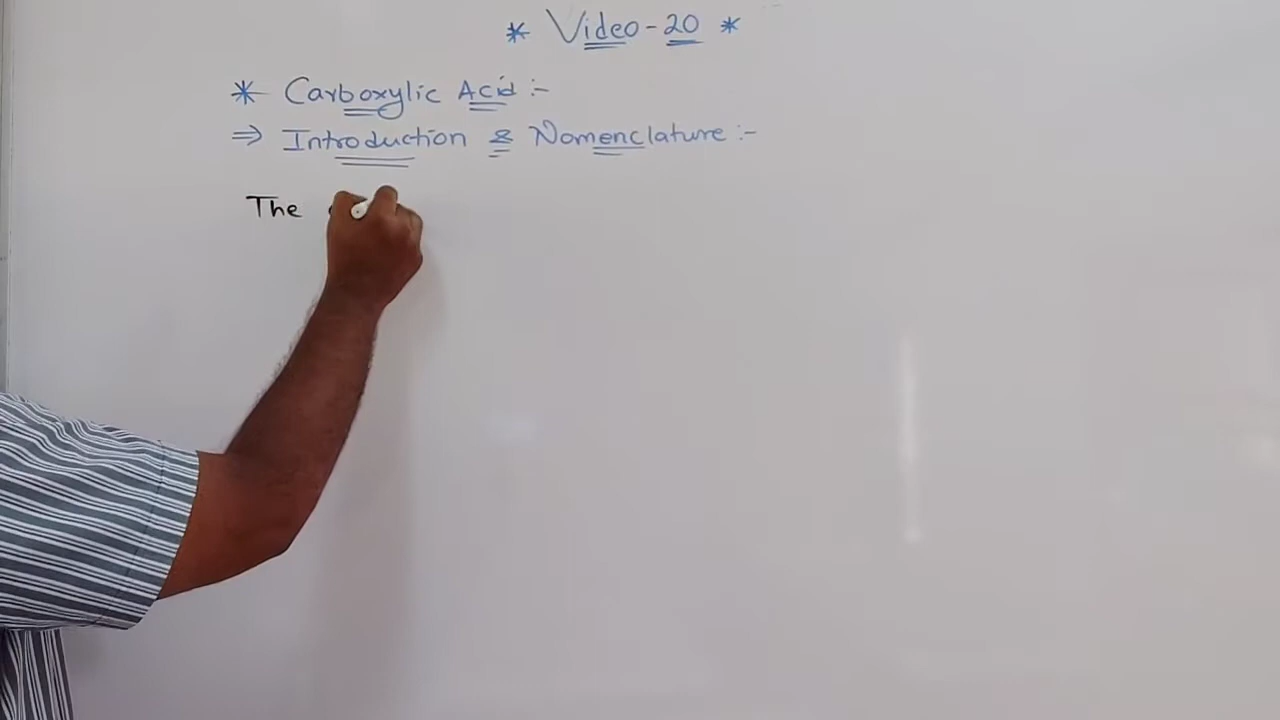 * Video-20 *
* Carboxylic Acid :-
⇒ Introduction & Nomenclature :-
The